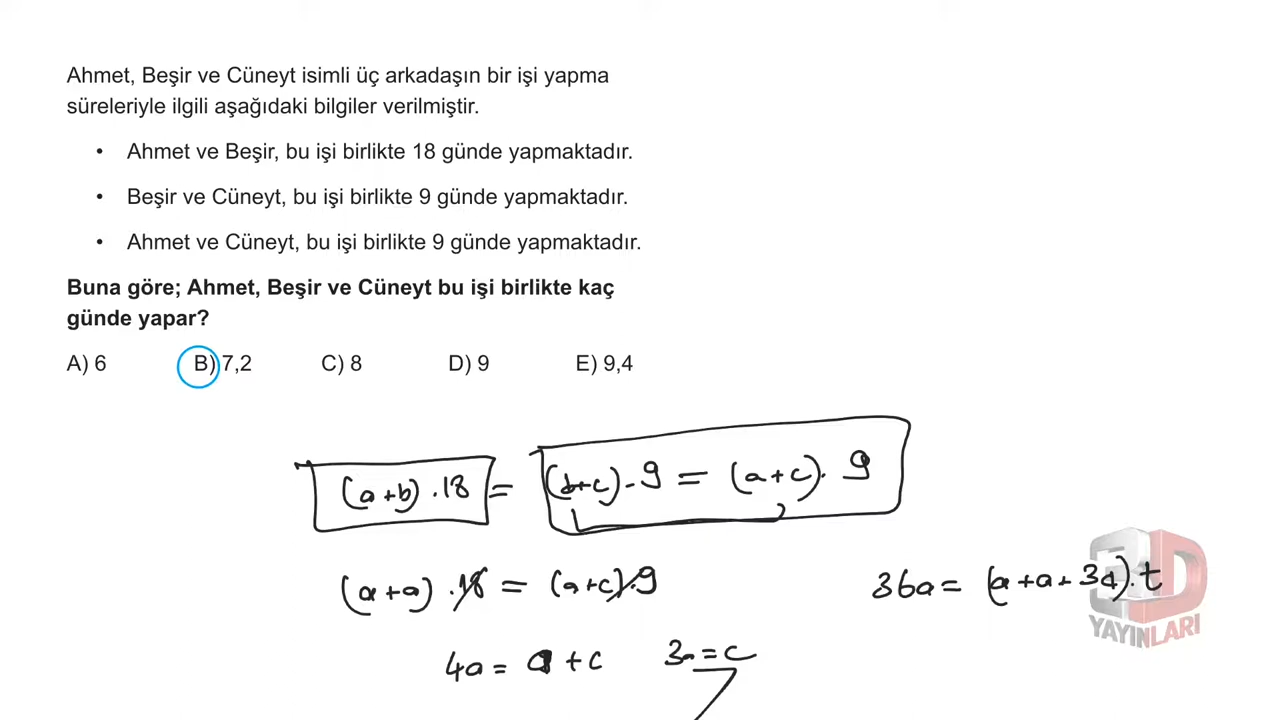 Ahmet, Beşir ve Cüneyt isimli üç arkadaşın bir işi yapma
süreleriyle ilgili aşağıdaki bilgiler verilmiştir.
• Ahmet ve Beşir, bu işi birlikte 18 günde yapmaktadır.
• Beşir ve Cüneyt, bu işi birlikte 9 günde yapmaktadır.
• Ahmet ve Cüneyt, bu işi birlikte 9 günde yapmaktadır.
Buna göre; Ahmet, Beşir ve Cüneyt bu işi birlikte kaç
günde yapar?
A) 6 B) 7,2 C) 8 D) 9 E) 9,4
(a+b) . 18 = (b+c) . 9 = (a+c) . 9
(a+a) . 18 = (a+c) . 9
36a = (a+a+3a) . t
3D
YAYINLARI
4a = a + c 3a = c